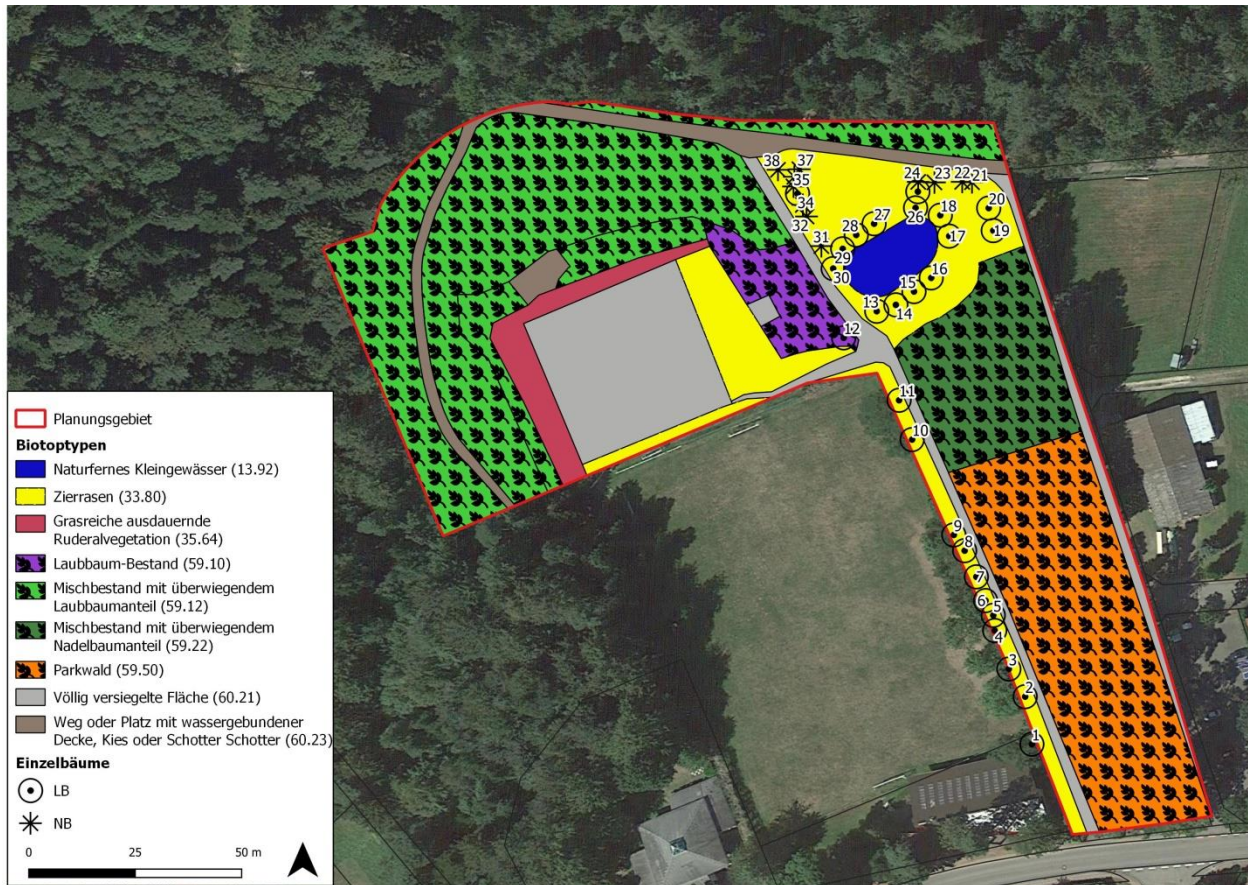 38
37
35
34
32
31
24
23
22
21
26
18
20
28
27
17
19
29
30
16
15
13
14
12
11
10
9
8
7
6
5
4
3
2
1
Planungsgebiet
Biotoptypen
Naturfernes Kleingewässer (13.92)
Zierrasen (33.80)
Grasreiche ausdauernde
Ruderalvegetation (35.64)
Laubbaum-Bestand (59.10)
Mischbestand mit überwiegendem
Laubbaumanteil (59.12)
Mischbestand mit überwiegendem
Nadelbaumanteil (59.22)
Parkwald (59.50)
Völlig versiegelte Fläche (60.21)
Weg oder Platz mit wassergebundener
Decke, Kies oder Schotter Schotter (60.23)
Einzelbäume
LB
NB
0 25 50 m